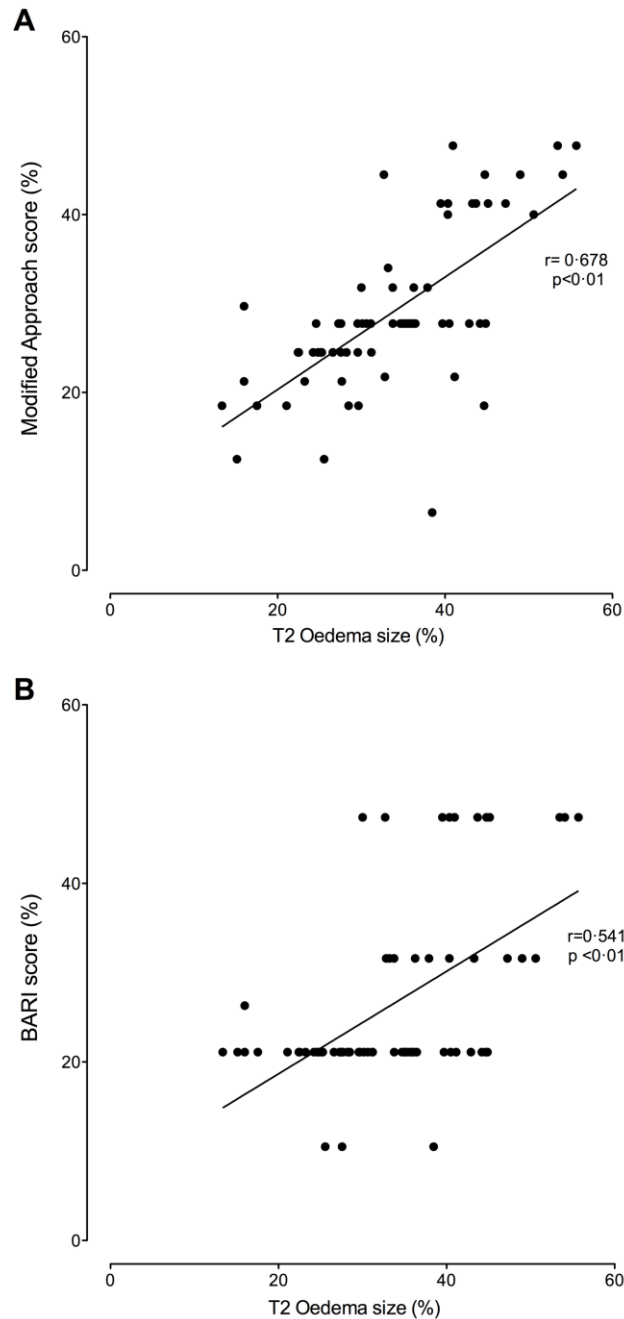 A
60
40
20
0
Modified Approach score (%)
r= 0·678
p<0·01
0
20
40
60
T2 Oedema size (%)
B
60
40
20
0
BARI score (%)
r=0·541
p <0·01
0
20
40
60
T2 Oedema size (%)